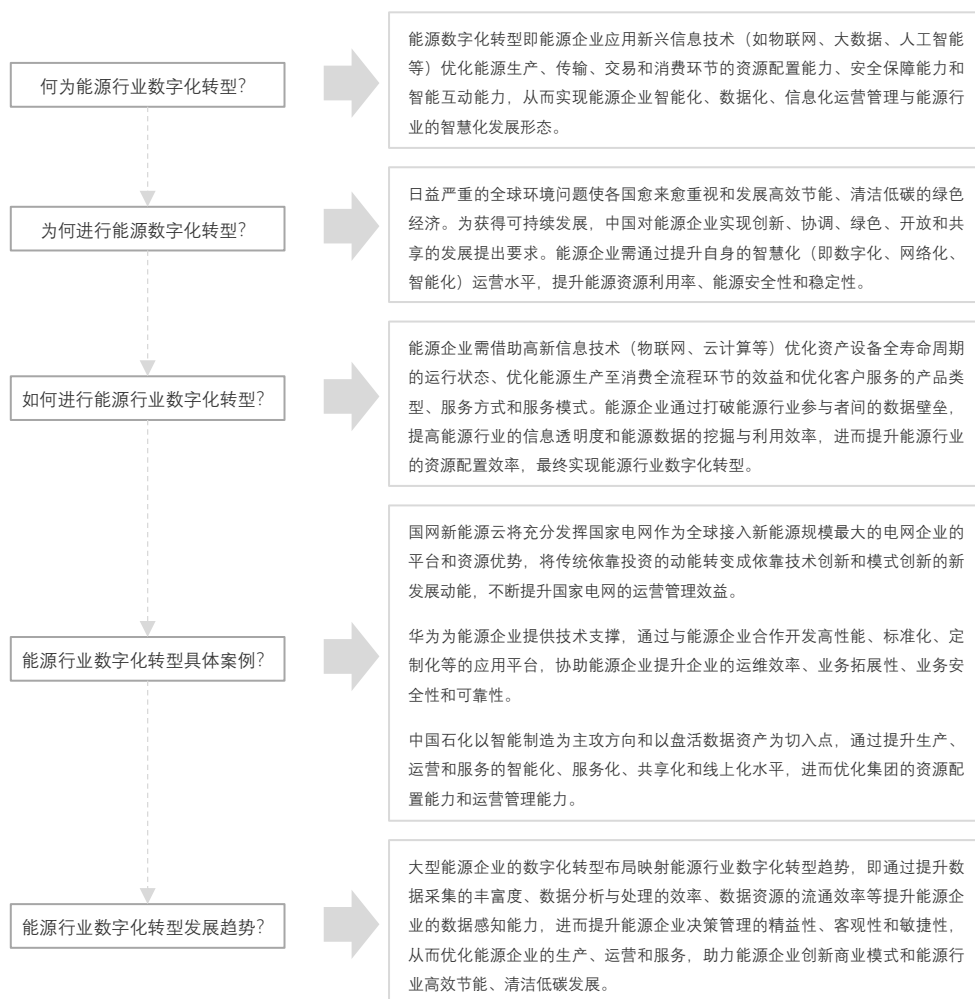 何为能源行业数字化转型？
能源数字化转型即能源企业应用新兴信息技术（如物联网、大数据、人工智能
等）优化能源生产、传输、交易和消费环节的资源配置能力、安全保障能力和
智能互动能力，从而实现能源企业智能化、数据化、信息化运营管理与能源行
业的智慧化发展形态。
为何进行能源数字化转型？
日益严重的全球环境问题使各国愈来愈重视和发展高效节能、清洁低碳的绿色
经济。为获得可持续发展，中国对能源企业实现创新、协调、绿色、开放和共
享的发展提出要求。能源企业需通过提升自身的智慧化（即数字化、网络化、
智能化）运营水平，提升能源资源利用率、能源安全性和稳定性。
如何进行能源行业数字化转型？
能源企业需借助高新信息技术（物联网、云计算等）优化资产设备全寿命周期
的运行状态、优化能源生产至消费全流程环节的效益和优化客户服务的产品类
型、服务方式和服务模式。能源企业通过打破能源行业参与者间的数据壁垒，
提高能源行业的信息透明度和能源数据的挖掘与利用效率，进而提升能源行业
的资源配置效率，最终实现能源行业数字化转型。
能源行业数字化转型具体案例？
国网新能源云将充分发挥国家电网作为全球接入新能源规模最大的电网企业的
平台和资源优势，将传统依靠投资的动能转变成依靠技术创新和模式创新的新
发展动能，不断提升国家电网的运营管理效益。
华为为能源企业提供技术支撑，通过与能源企业合作开发高性能、标准化、定
制化等的应用平台，协助能源企业提升企业的运维效率、业务拓展性、业务安
全性和可靠性。
中国石化以智能制造为主攻方向和以盘活数据资产为切入点，通过提升生产、
运营和服务的智能化、服务化、共享化和线上化水平，进而优化集团的资源配
置能力和运营管理能力。
能源行业数字化转型发展趋势？
大型能源企业的数字化转型布局映射能源行业数字化转型趋势，即通过提升数
据采集的丰富度、数据分析与处理的效率、数据资源的流通效率等提升能源企
业的数据感知能力，进而提升能源企业决策管理的精益性、客观性和敏捷性，
从而优化能源企业的生产、运营和服务，助力能源企业创新商业模式和能源行
业高效节能、清洁低碳发展。